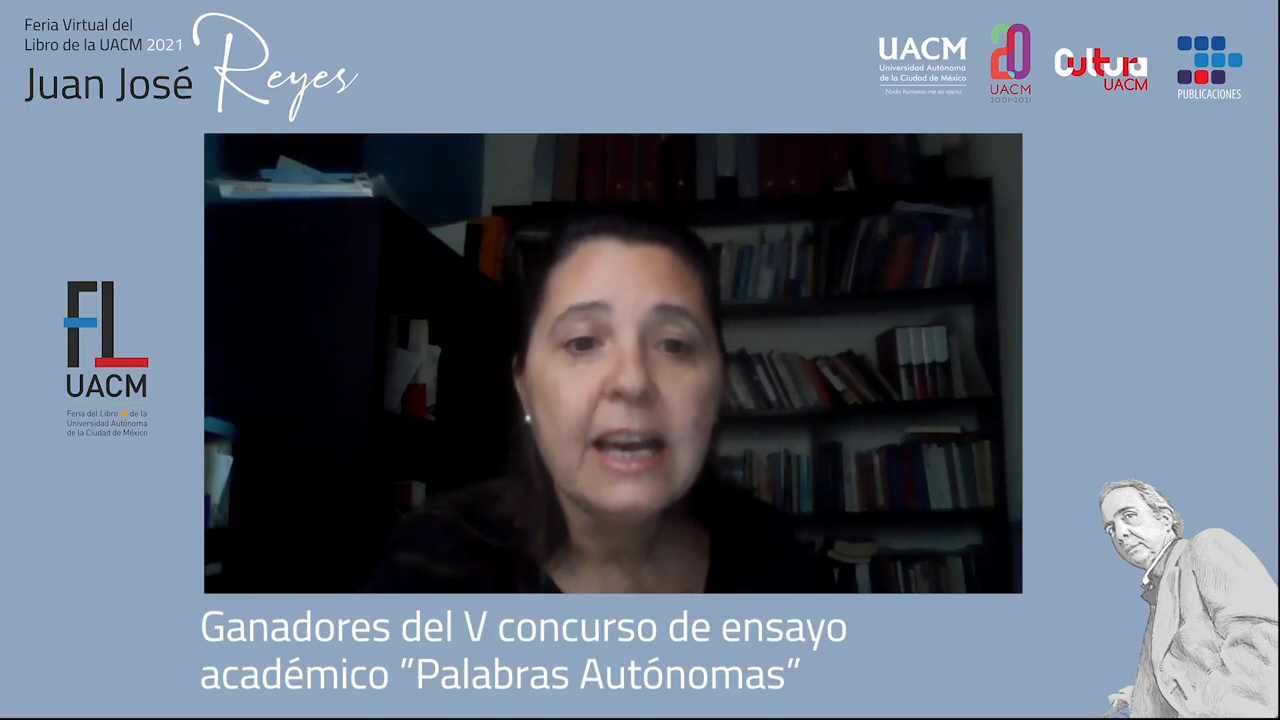 Feria Virtual del
Libro de la UACM 2021
Juan José Reyes
UACM
Universidad Autónoma
de la Ciudad de México
Nada humano me es ajeno
20
UACM
2001-2021
Cultura
UACM
PUBLICACIONES
FL
UACM
Feria del Libro de la
Universidad Autónoma
de la Ciudad de México
Ganadores del V concurso de ensayo
académico ”Palabras Autónomas”